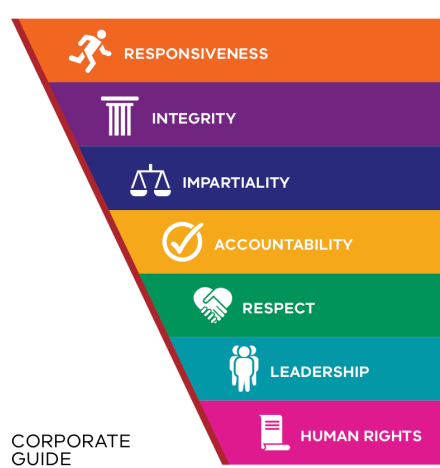 RESPONSIVENESS
INTEGRITY
IMPARTIALITY
ACCOUNTABILITY
RESPECT
LEADERSHIP
HUMAN RIGHTS
CORPORATE
GUIDE